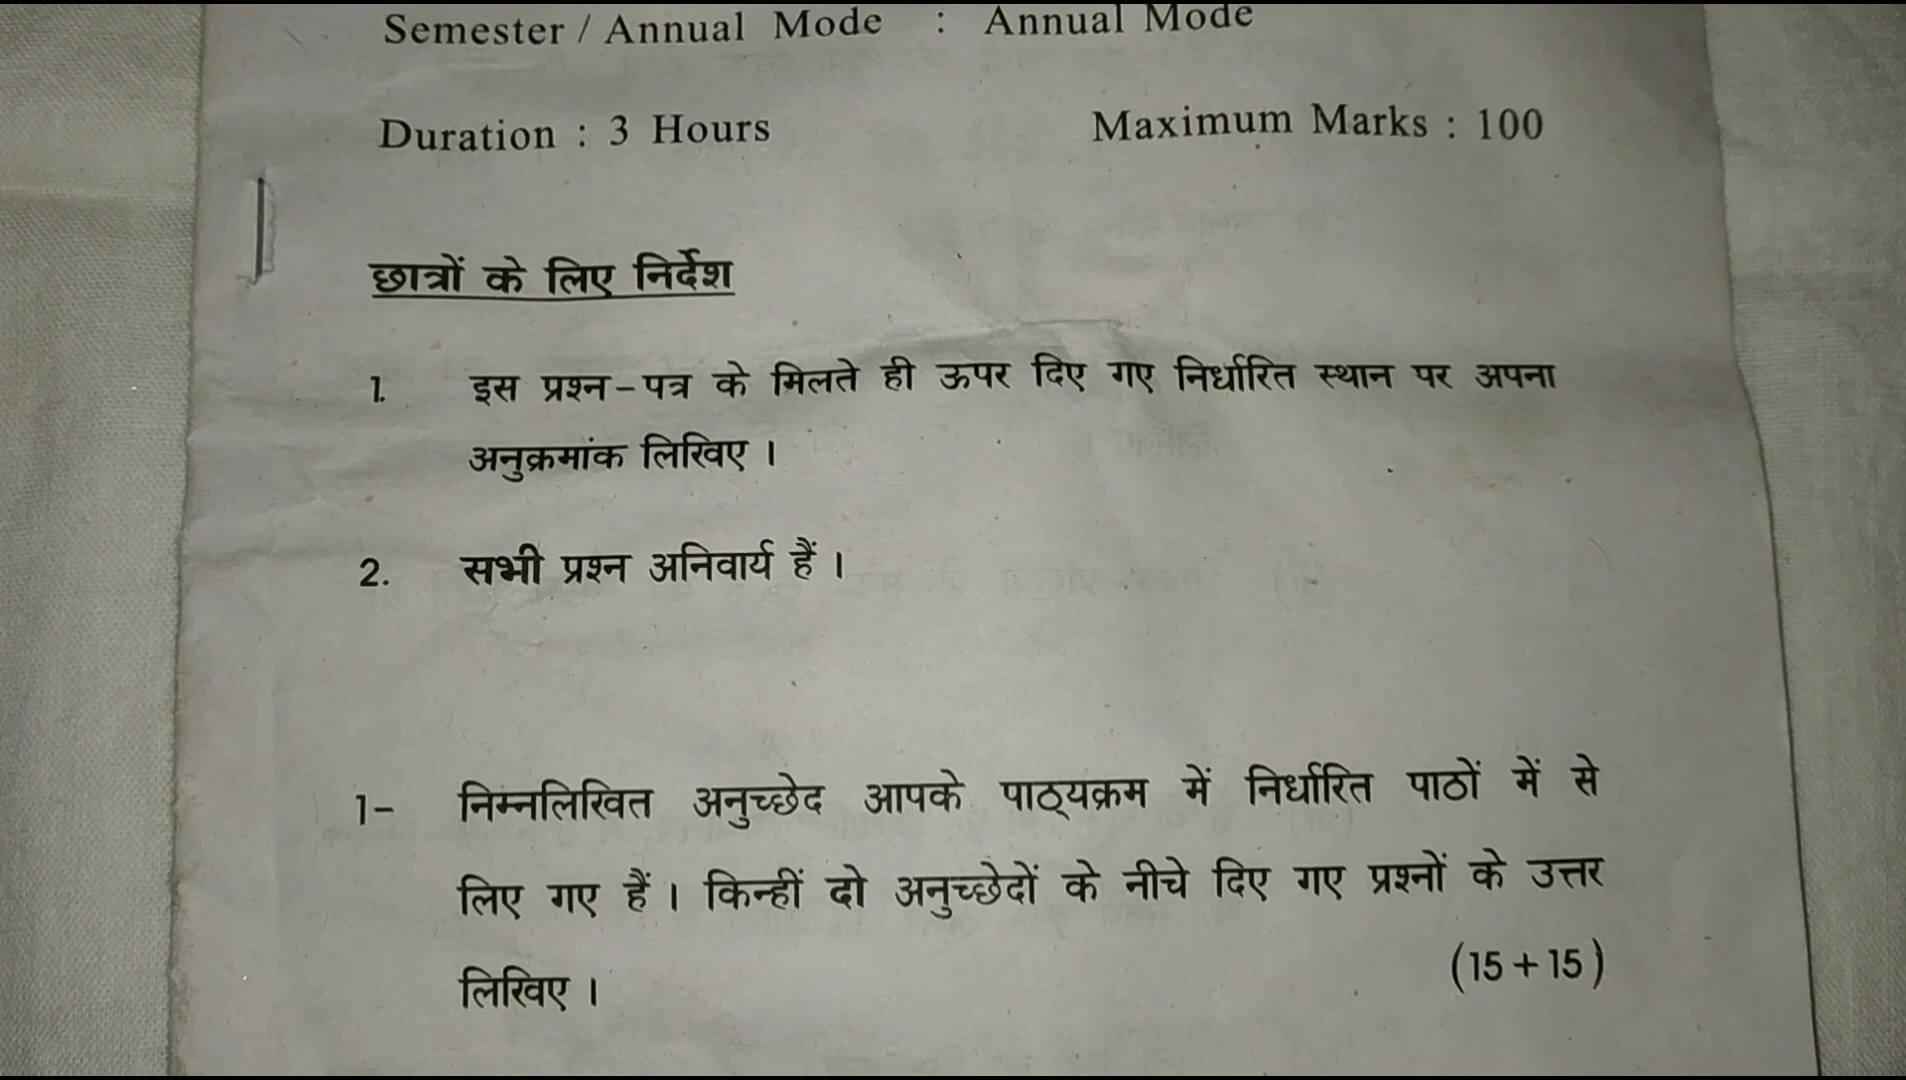 Semester / Annual Mode : Annual Mode
Duration : 3 Hours Maximum Marks : 100
छात्रों के लिए निर्देश
1. इस प्रश्न-पत्र के मिलते ही ऊपर दिए गए निर्धारित स्थान पर अपना
अनुक्रमांक लिखिए ।
2. सभी प्रश्न अनिवार्य हैं ।
1- निम्नलिखित अनुच्छेद आपके पाठ्यक्रम में निर्धारित पाठों में से
लिए गए हैं । किन्हीं दो अनुच्छेदों के नीचे दिए गए प्रश्नों के उत्तर
लिखिए । (15+15)